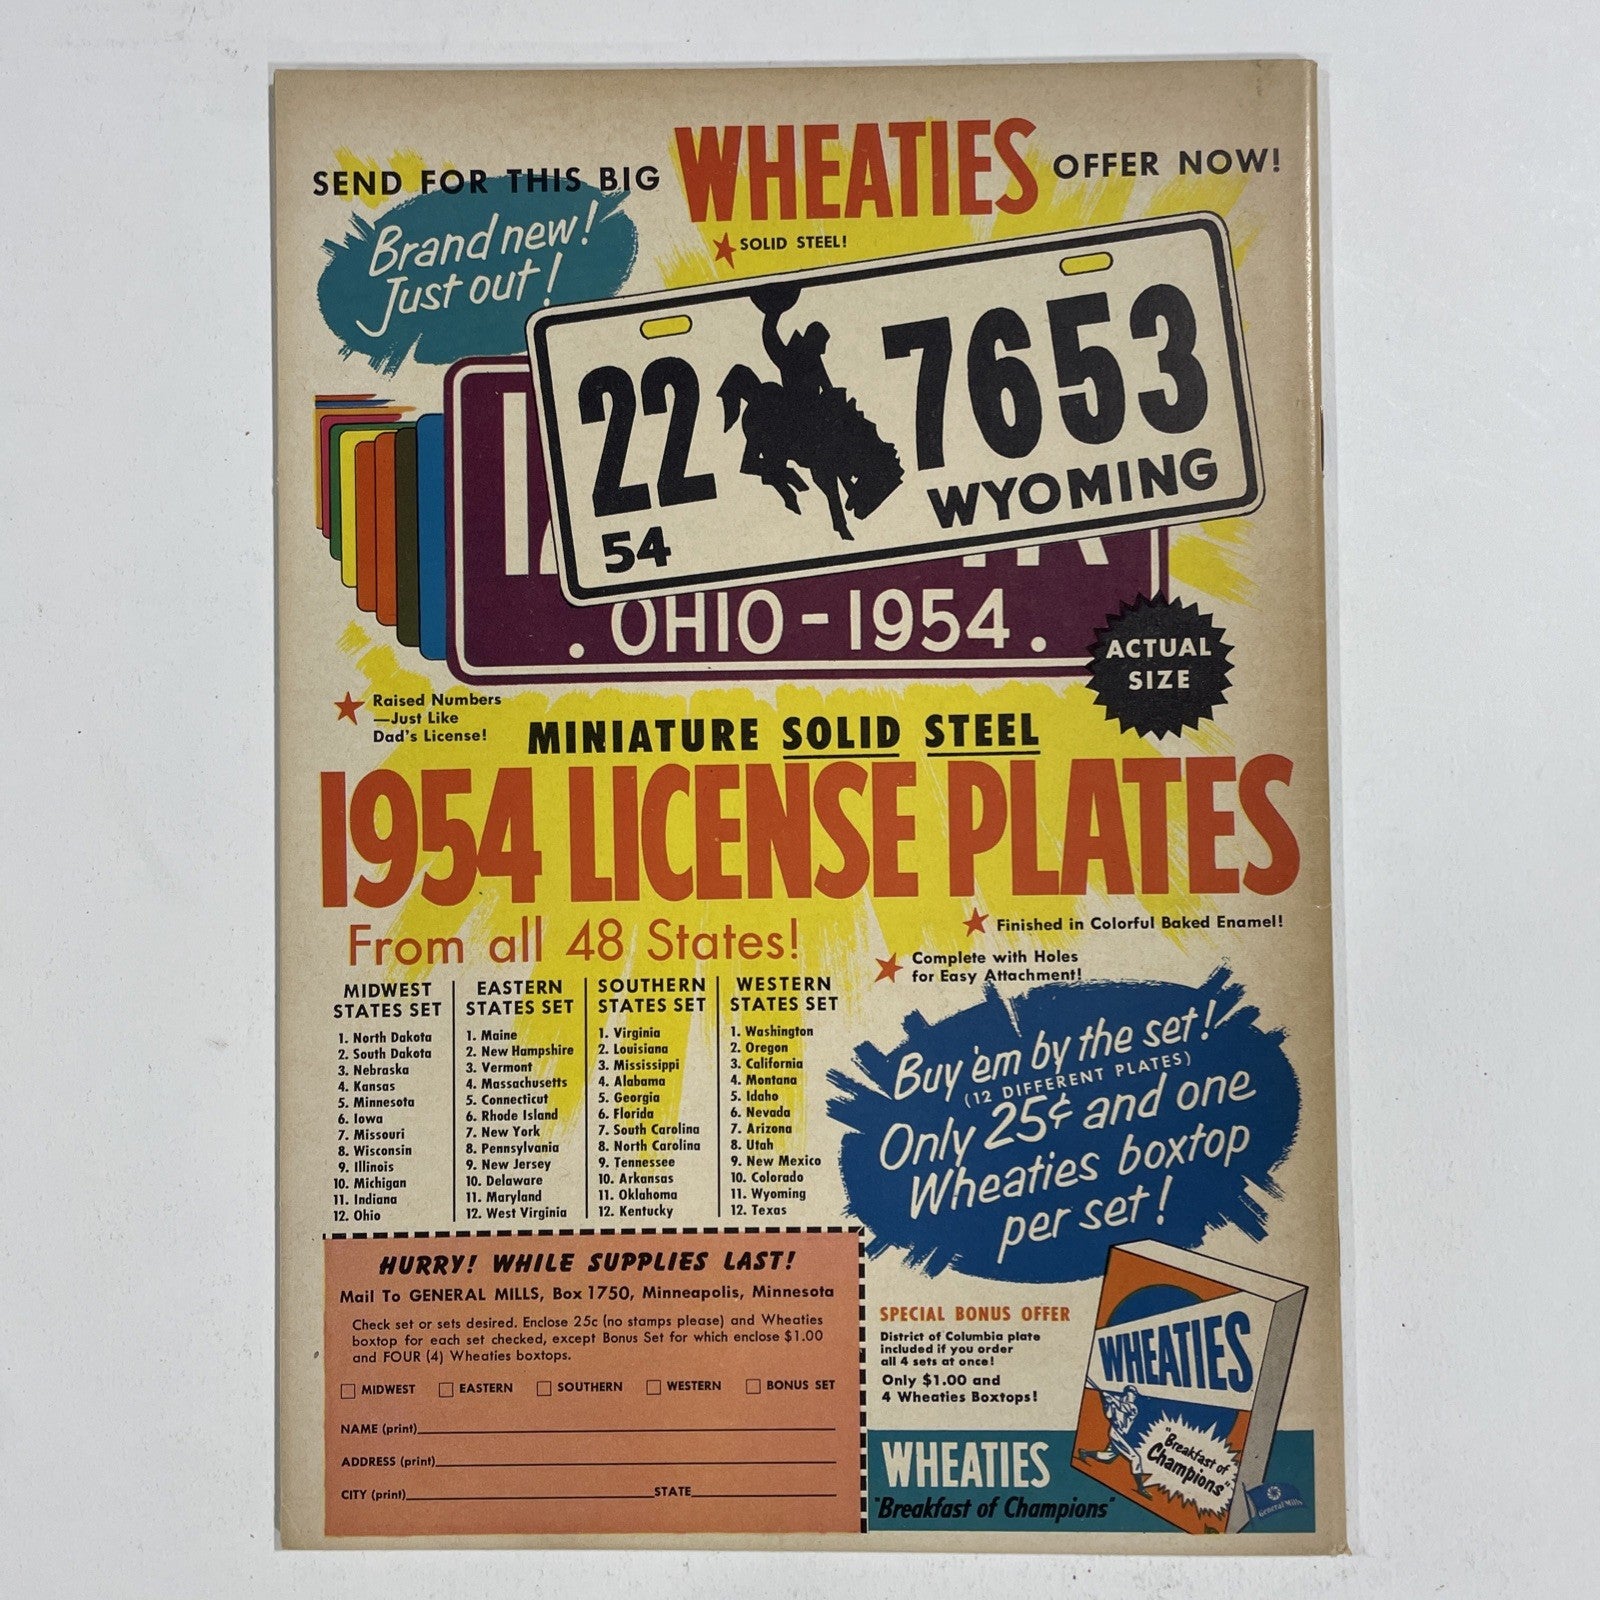 SEND FOR THIS BIG WHEATIES OFFER NOW!
Brand new!
Just out!
★ SOLID STEEL!
22 7653
54 WYOMING
. OHIO - 1954 .
ACTUAL
SIZE
★ Raised Numbers
—Just Like
Dad's License!
MINIATURE SOLID STEEL
1954 LICENSE PLATES
From all 48 States!
★ Finished in Colorful Baked Enamel!
★ Complete with Holes
for Easy Attachment!
MIDWEST
STATES SET
1. North Dakota
2. South Dakota
3. Nebraska
4. Kansas
5. Minnesota
6. Iowa
7. Missouri
8. Wisconsin
9. Illinois
10. Michigan
11. Indiana
12. Ohio
EASTERN
STATES SET
1. Maine
2. New Hampshire
3. Vermont
4. Massachusetts
5. Connecticut
6. Rhode Island
7. New York
8. Pennsylvania
9. New Jersey
10. Delaware
11. Maryland
12. West Virginia
SOUTHERN
STATES SET
1. Virginia
2. Louisiana
3. Mississippi
4. Alabama
5. Georgia
6. Florida
7. South Carolina
8. North Carolina
9. Tennessee
10. Arkansas
11. Oklahoma
12. Kentucky
WESTERN
STATES SET
1. Washington
2. Oregon
3. California
4. Montana
5. Idaho
6. Nevada
7. Arizona
8. Utah
9. New Mexico
10. Colorado
11. Wyoming
12. Texas
Buy 'em by the set!
(12 DIFFERENT PLATES)
Only 25¢ and one
Wheaties boxtop
per set!
HURRY! WHILE SUPPLIES LAST!
Mail To GENERAL MILLS, Box 1750, Minneapolis, Minnesota
Check set or sets desired. Enclose 25c (no stamps please) and Wheaties
boxtop for each set checked, except Bonus Set for which enclose $1.00
and FOUR (4) Wheaties boxtops.
□ MIDWEST □ EASTERN □ SOUTHERN □ WESTERN □ BONUS SET
NAME (print)
ADDRESS (print)
CITY (print) STATE
SPECIAL BONUS OFFER
District of Columbia plate
included if you order
all 4 sets at once!
Only $1.00 and
4 Wheaties Boxtops!
WHEATIES
"Breakfast of Champions"
WHEATIES
"Breakfast of
Champions"
General Mills